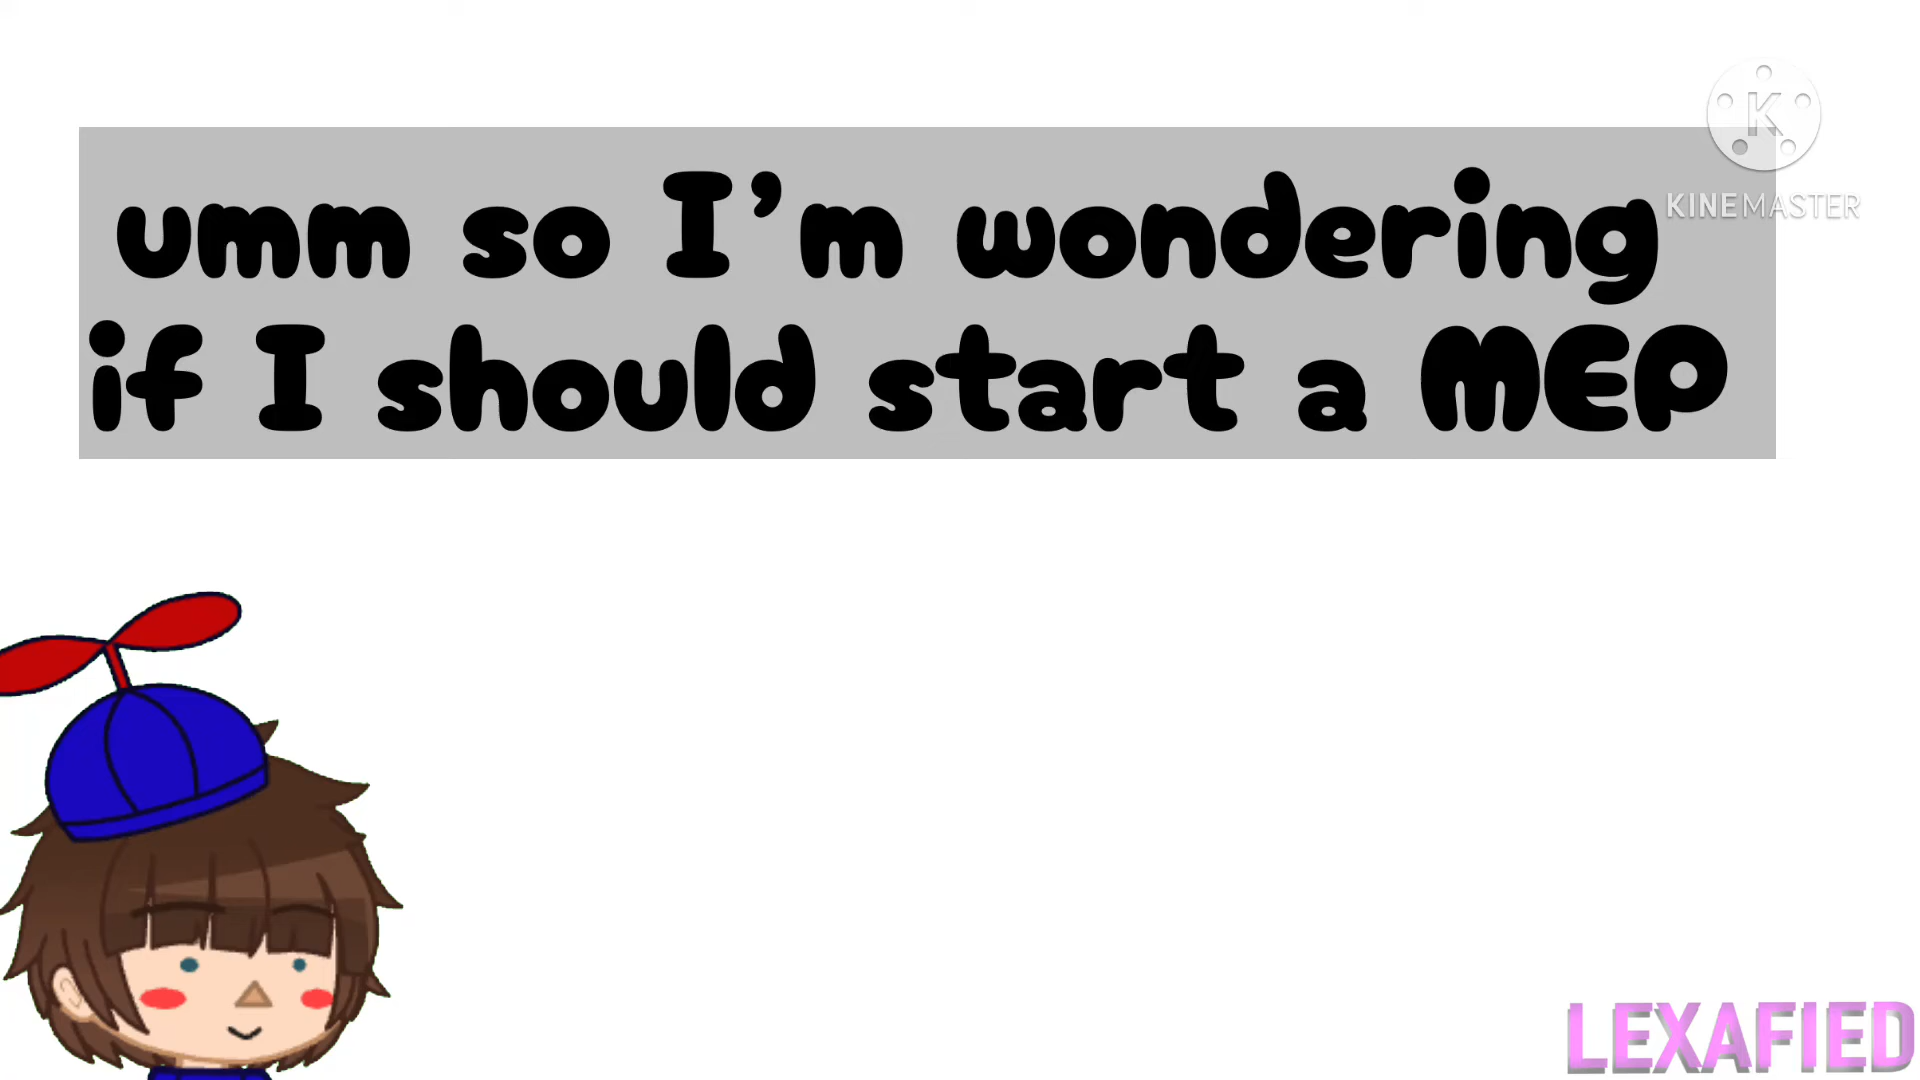 K
KINEMASTER
umm so I’m wondering
if I should start a MEP
LEXAFIED